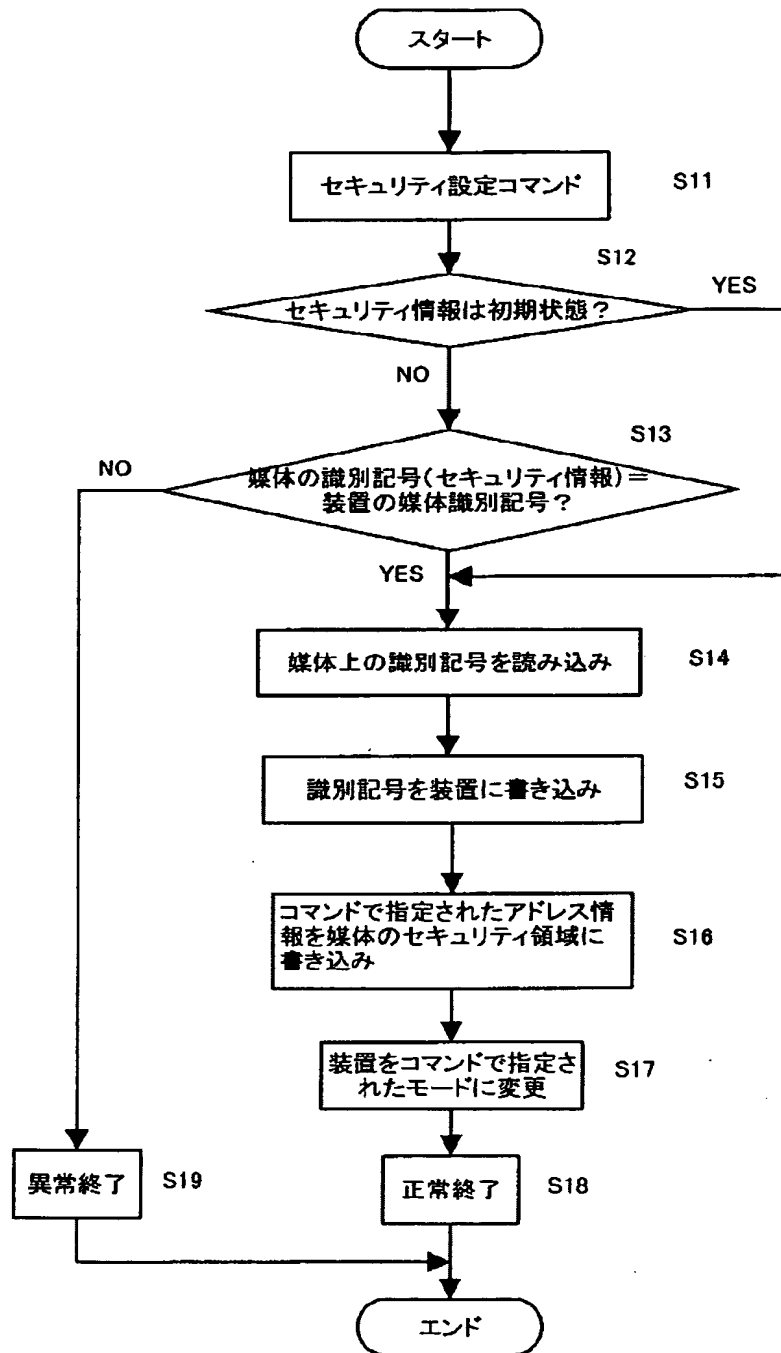 スタート
セキュリティ設定コマンド
S11
S12
セキュリティ情報は初期状態？
YES
NO
S13
NO
媒体の識別記号(セキュリティ情報)＝
装置の媒体識別記号？
YES
媒体上の識別記号を読み込み
S14
識別記号を装置に書き込み
S15
コマンドで指定されたアドレス情
報を媒体のセキュリティ領域に
書き込み
S16
装置をコマンドで指定さ
れたモードに変更
S17
異常終了
S19
正常終了
S18
エンド